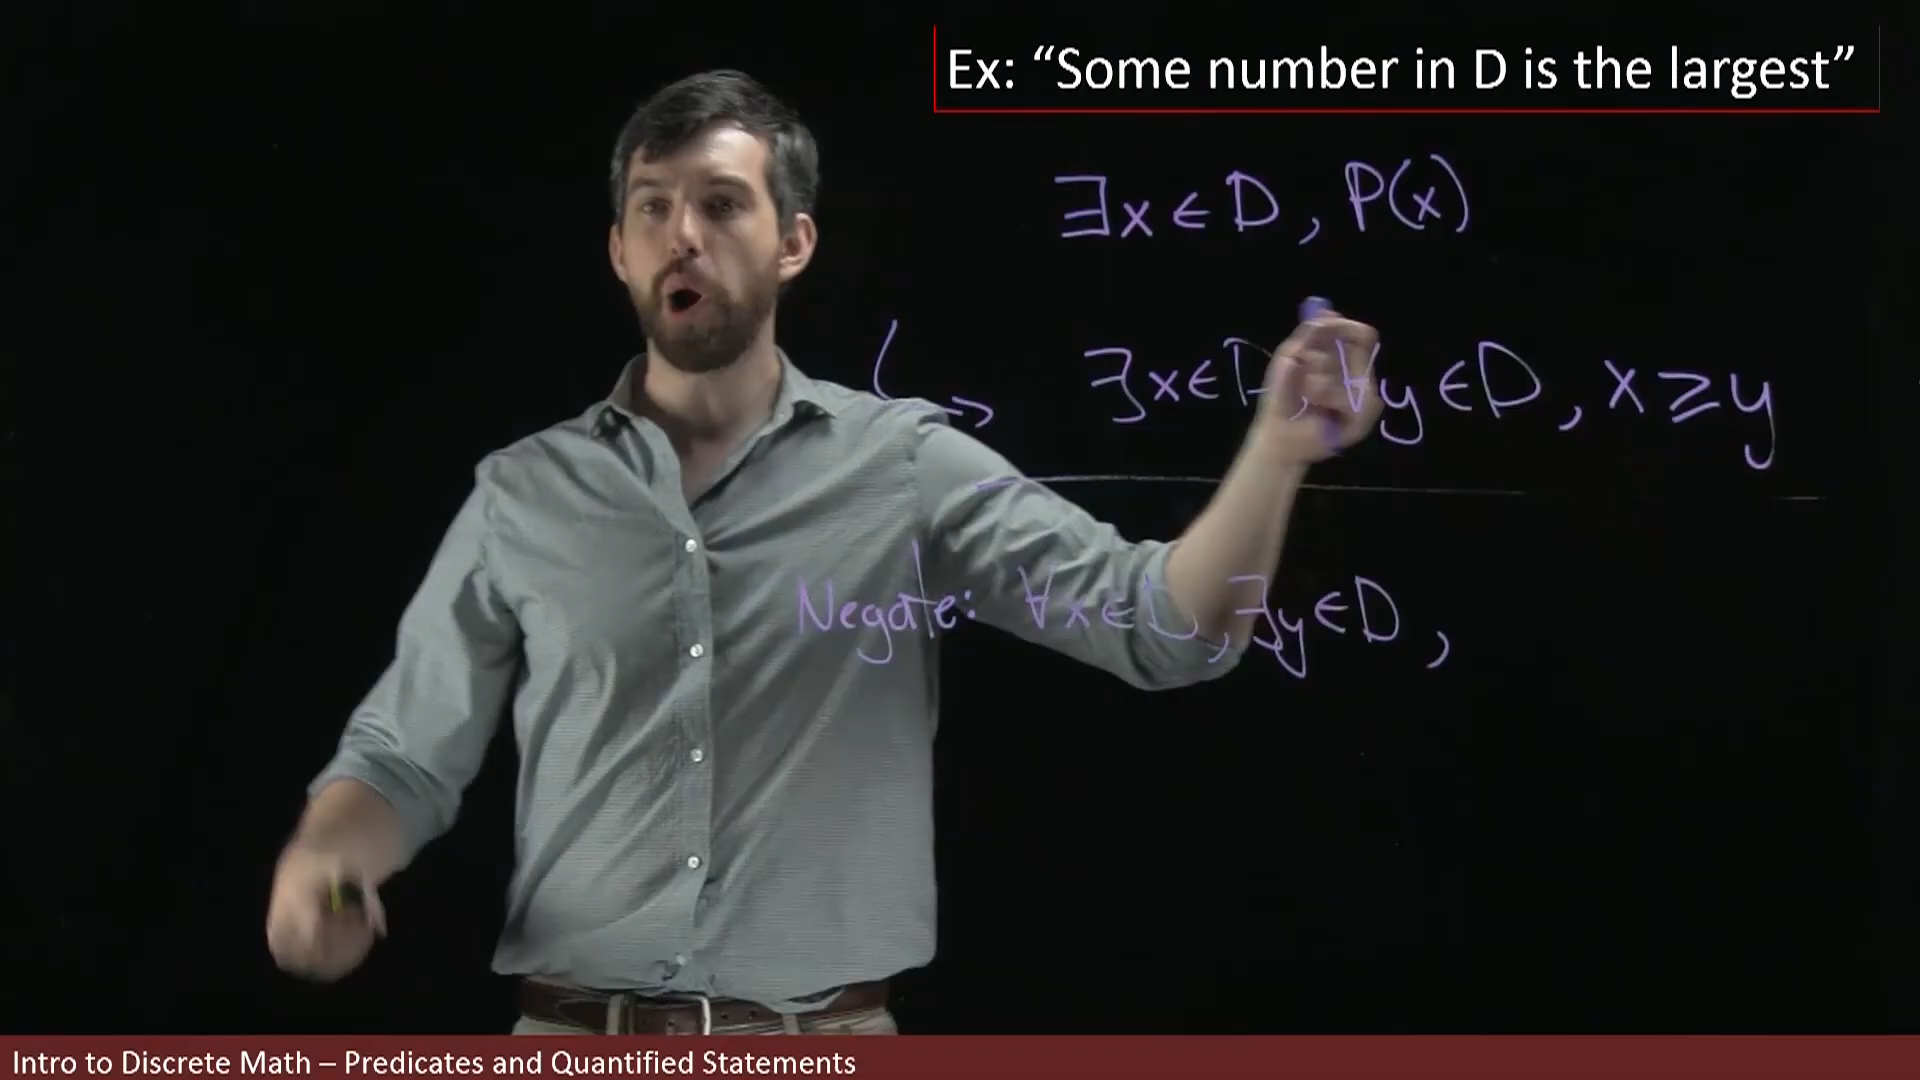 Ex: “Some number in D is the largest”
∃x∈D, P(x)
∃x∈D, ∀y∈D, x≥y
Negate: ∀x∈D, ∃y∈D,
Intro to Discrete Math – Predicates and Quantified Statements